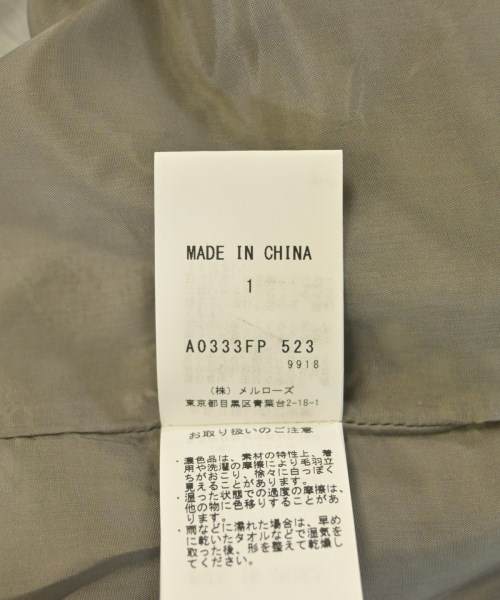 MADE IN CHINA
1
A0333FP 523
9918
(株) メルローズ
東京都目黒区青葉台2-18-1
お取り扱いのご注意
・濃色品は、素材の特性上、着
用や洗濯の摩擦により毛羽立
ちがおこり、徐々に白っぽく
見えることがあります。
・湿った状態での過度の摩擦は、
他の物に色移りすることがあ
ります。
・雨などに濡れた場合は、早め
に乾いたタオルなどで湿気を
取った後、形を整えて乾燥し
てください。